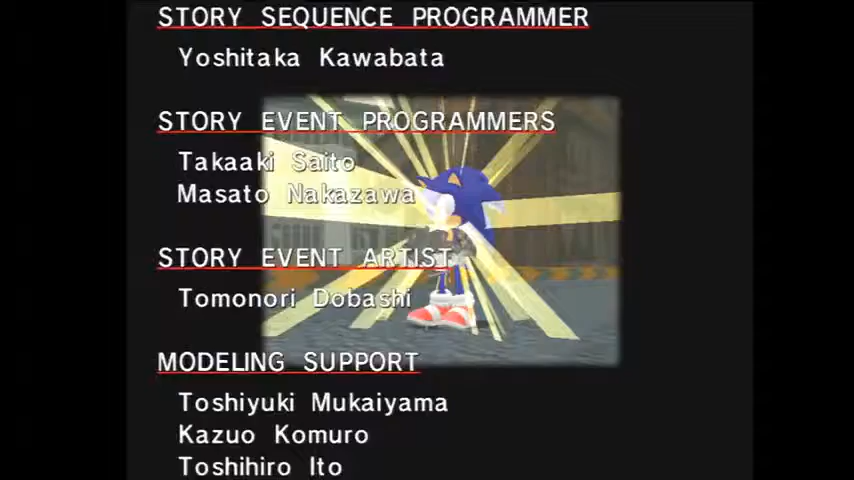 STORY SEQUENCE PROGRAMMER
Yoshitaka Kawabata
STORY EVENT PROGRAMMERS
Takaaki Saito
Masato Nakazawa
STORY EVENT ARTIST
Tomonori Dobashi
MODELING SUPPORT
Toshiyuki Mukaiyama
Kazuo Komuro
Toshihiro Ito